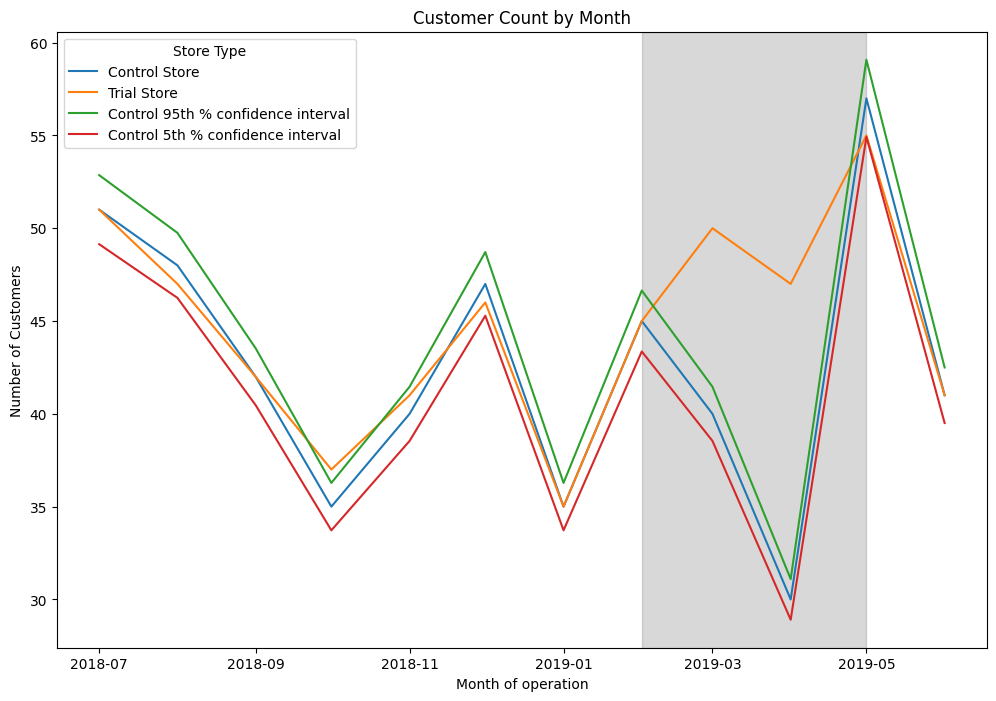 Customer Count by Month
Store Type
Control Store
Trial Store
Control 95th % confidence interval
Control 5th % confidence interval
Number of Customers
60
55
50
45
40
35
30
2018-07
2018-09
2018-11
2019-01
2019-03
2019-05
Month of operation